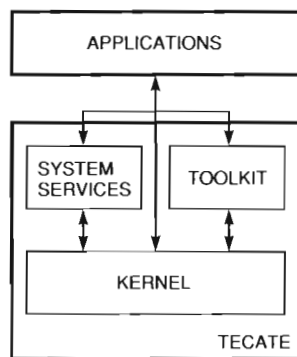 APPLICATIONS
SYSTEM
SERVICES
TOOLKIT
KERNEL
TECATE